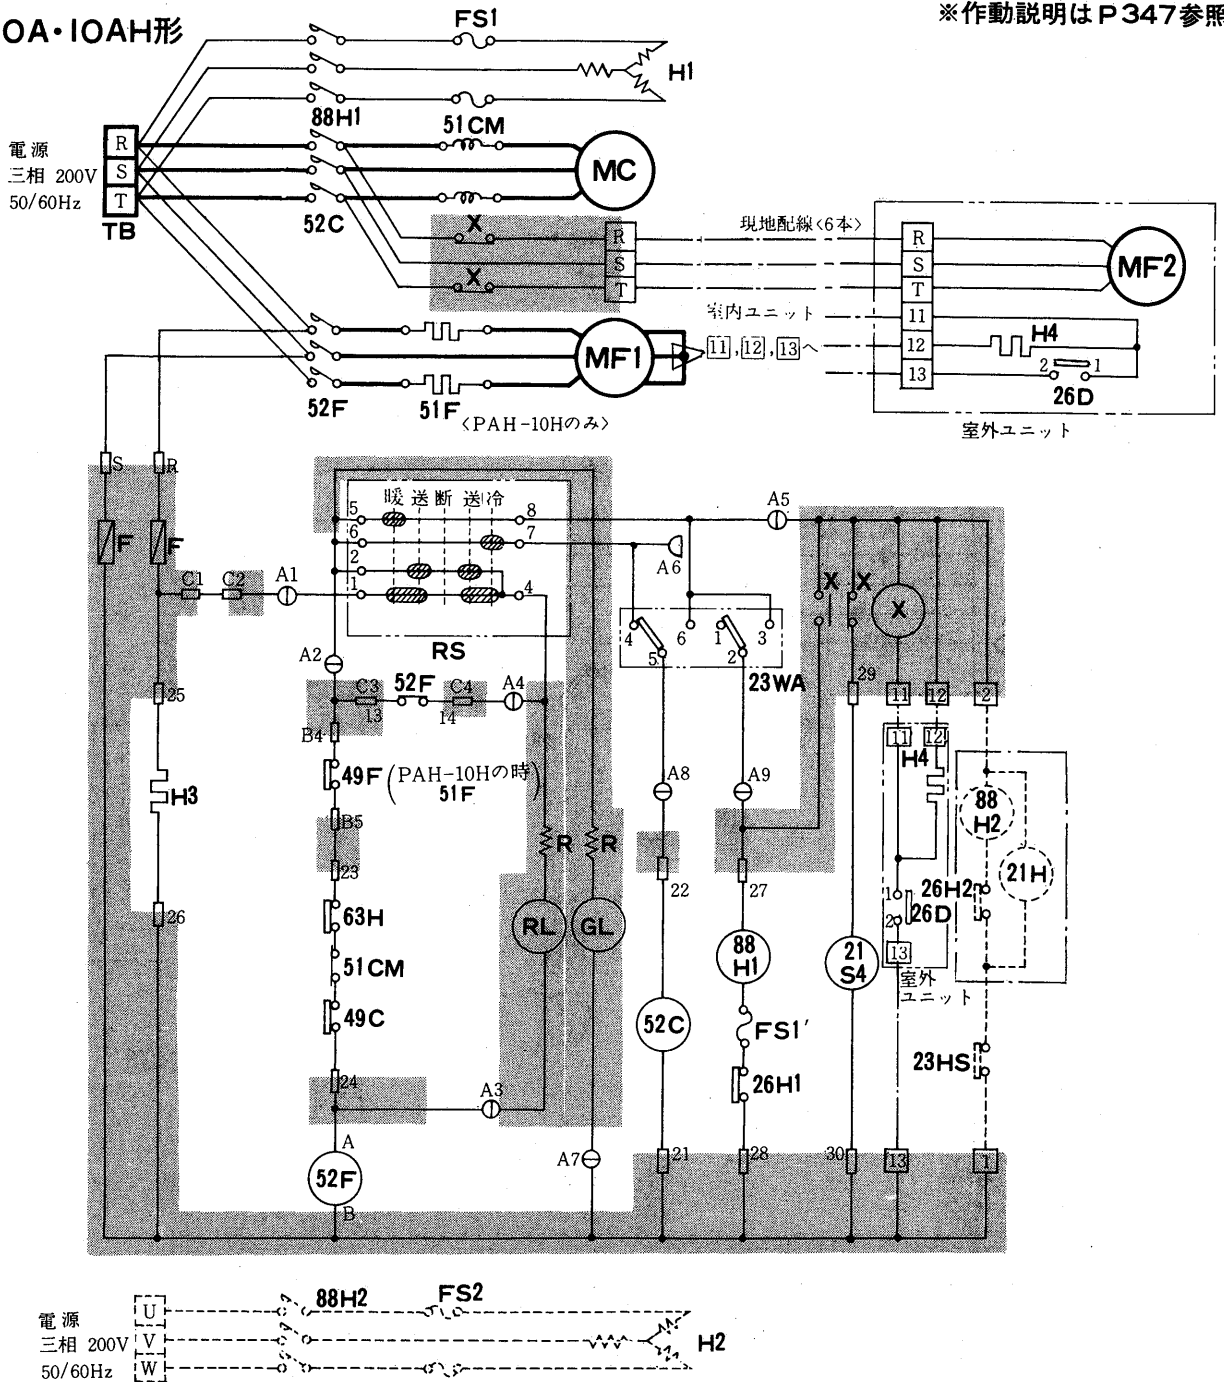 ※作動説明はP347参照
0A・10AH形
FS1
H1
88H1
51CM
電源
三相 200V
50/60Hz
R
S
T
TB
MC
52C
X
X
R
S
T
現地配線<6本>
R
S
T
11
12
13
MF2
室内ユニット
11,12,13へ
H4
2 1
26D
室外ユニット
MF1
52F
51F
<PAH-10Hのみ>
S
R
F
F
暖 送 断 送 冷
5
6
2
1
8
7
4
RS
C1
C2
A1
A2
A5
A6
4
5
6
1
2
3
23WA
X
X
X
29
11
12
2
25
C3
13
52F
C4
14
A4
B4
49F
(PAH-10Hの時)
51F
B5
23
H3
26
63H
51CM
49C
24
A3
R
R
RL
GL
A8
A9
22
27
52C
88
H1
FS1′
26H1
21
S4
11
12
H4
1
2
26D
13
室外
ユニット
88
H2
21H
26H2
23HS
A
52F
B
A7
21
28
30
13
1
電源
三相 200V
50/60Hz
U
V
W
88H2
FS2
H2